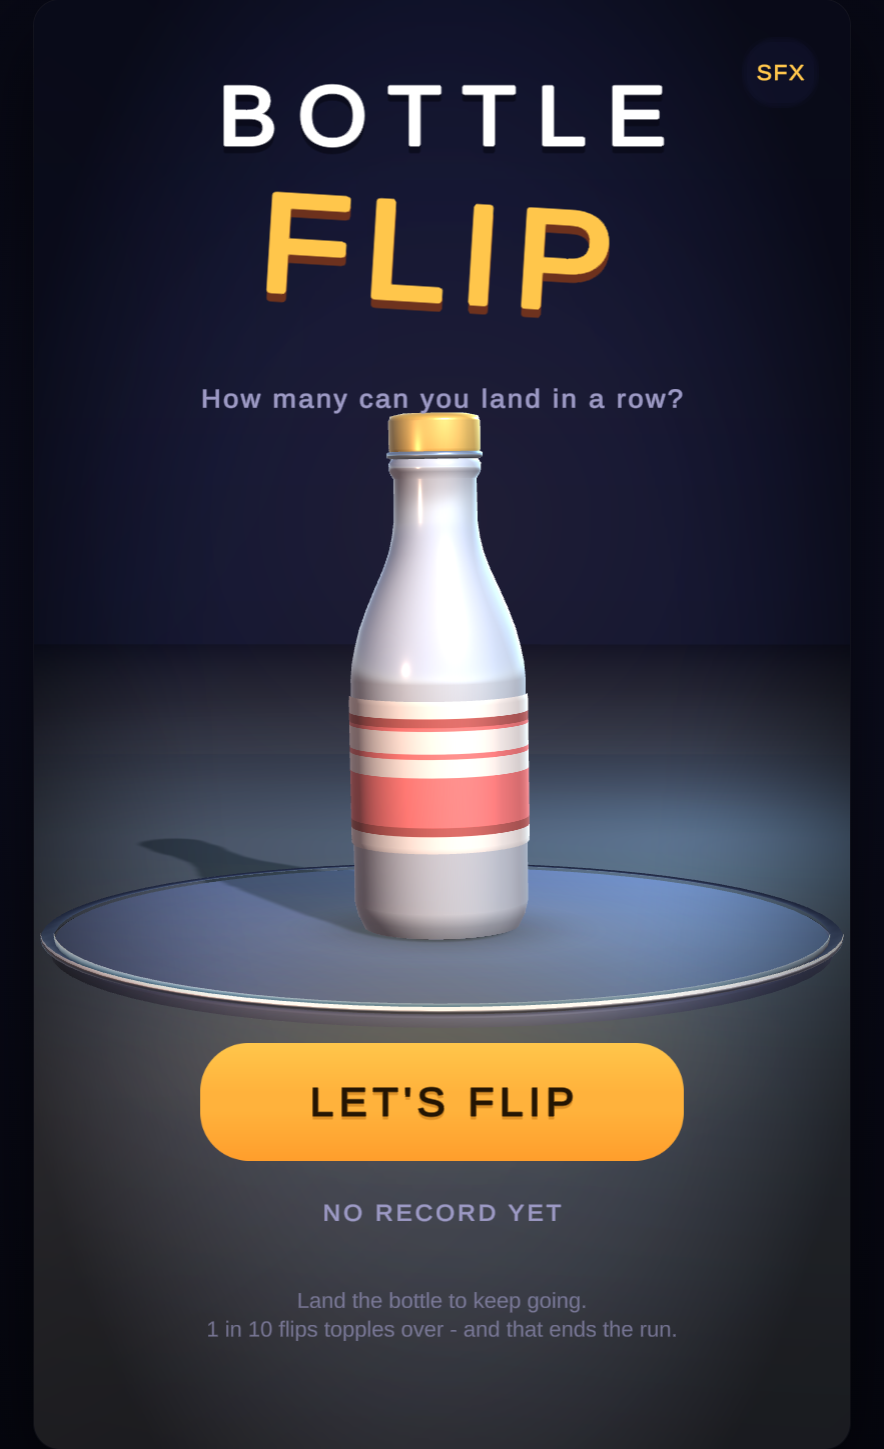 SFX
BOTTLE
FLIP
How many can you land in a row?
LET'S FLIP
NO RECORD YET
Land the bottle to keep going.
1 in 10 flips topples over - and that ends the run.